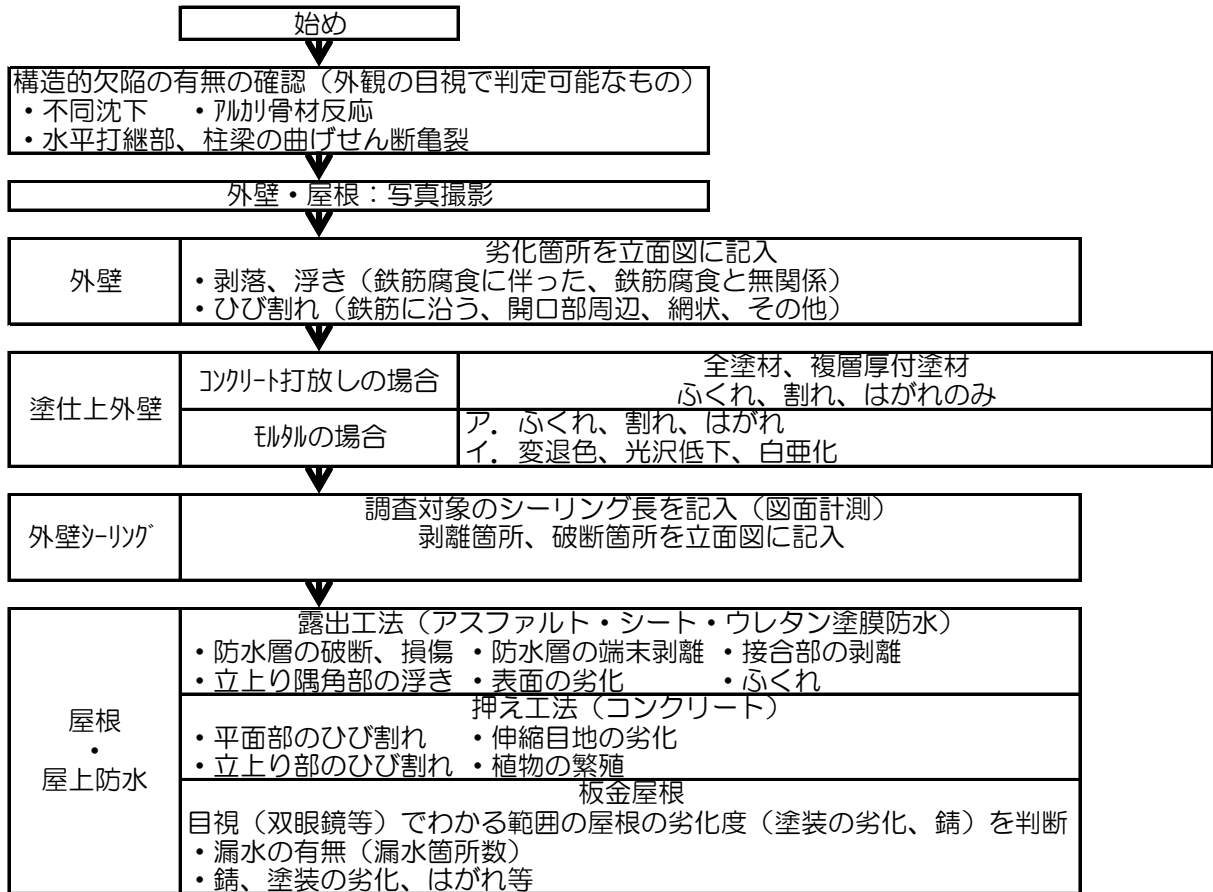 始め
構造的欠陥の有無の確認（外観の目視で判定可能なもの）
・不同沈下　・ｱﾙｶﾘ骨材反応
・水平打継部、柱梁の曲げせん断亀裂
外壁・屋根：写真撮影
外壁
劣化箇所を立面図に記入
・剥落、浮き（鉄筋腐食に伴った、鉄筋腐食と無関係）
・ひび割れ（鉄筋に沿う、開口部周辺、網状、その他）
塗仕上外壁
ｺﾝｸﾘｰﾄ打放しの場合
全塗材、複層厚付塗材
ふくれ、割れ、はがれのみ
ﾓﾙﾀﾙの場合
ア．ふくれ、割れ、はがれ
イ．変退色、光沢低下、白亜化
外壁ｼｰﾘﾝｸﾞ
調査対象のシーリング長を記入（図面計測）
剥離箇所、破断箇所を立面図に記入
屋根
・
屋上防水
露出工法（アスファルト・シート・ウレタン塗膜防水）
・防水層の破断、損傷　・防水層の端末剥離　・接合部の剥離
・立上り隅角部の浮き　・表面の劣化　・ふくれ
押え工法（コンクリート）
・平面部のひび割れ　・伸縮目地の劣化
・立上り部のひび割れ　・植物の繁殖
板金屋根
目視（双眼鏡等）でわかる範囲の屋根の劣化度（塗装の劣化、錆）を判断
・漏水の有無（漏水箇所数）
・錆、塗装の劣化、はがれ等